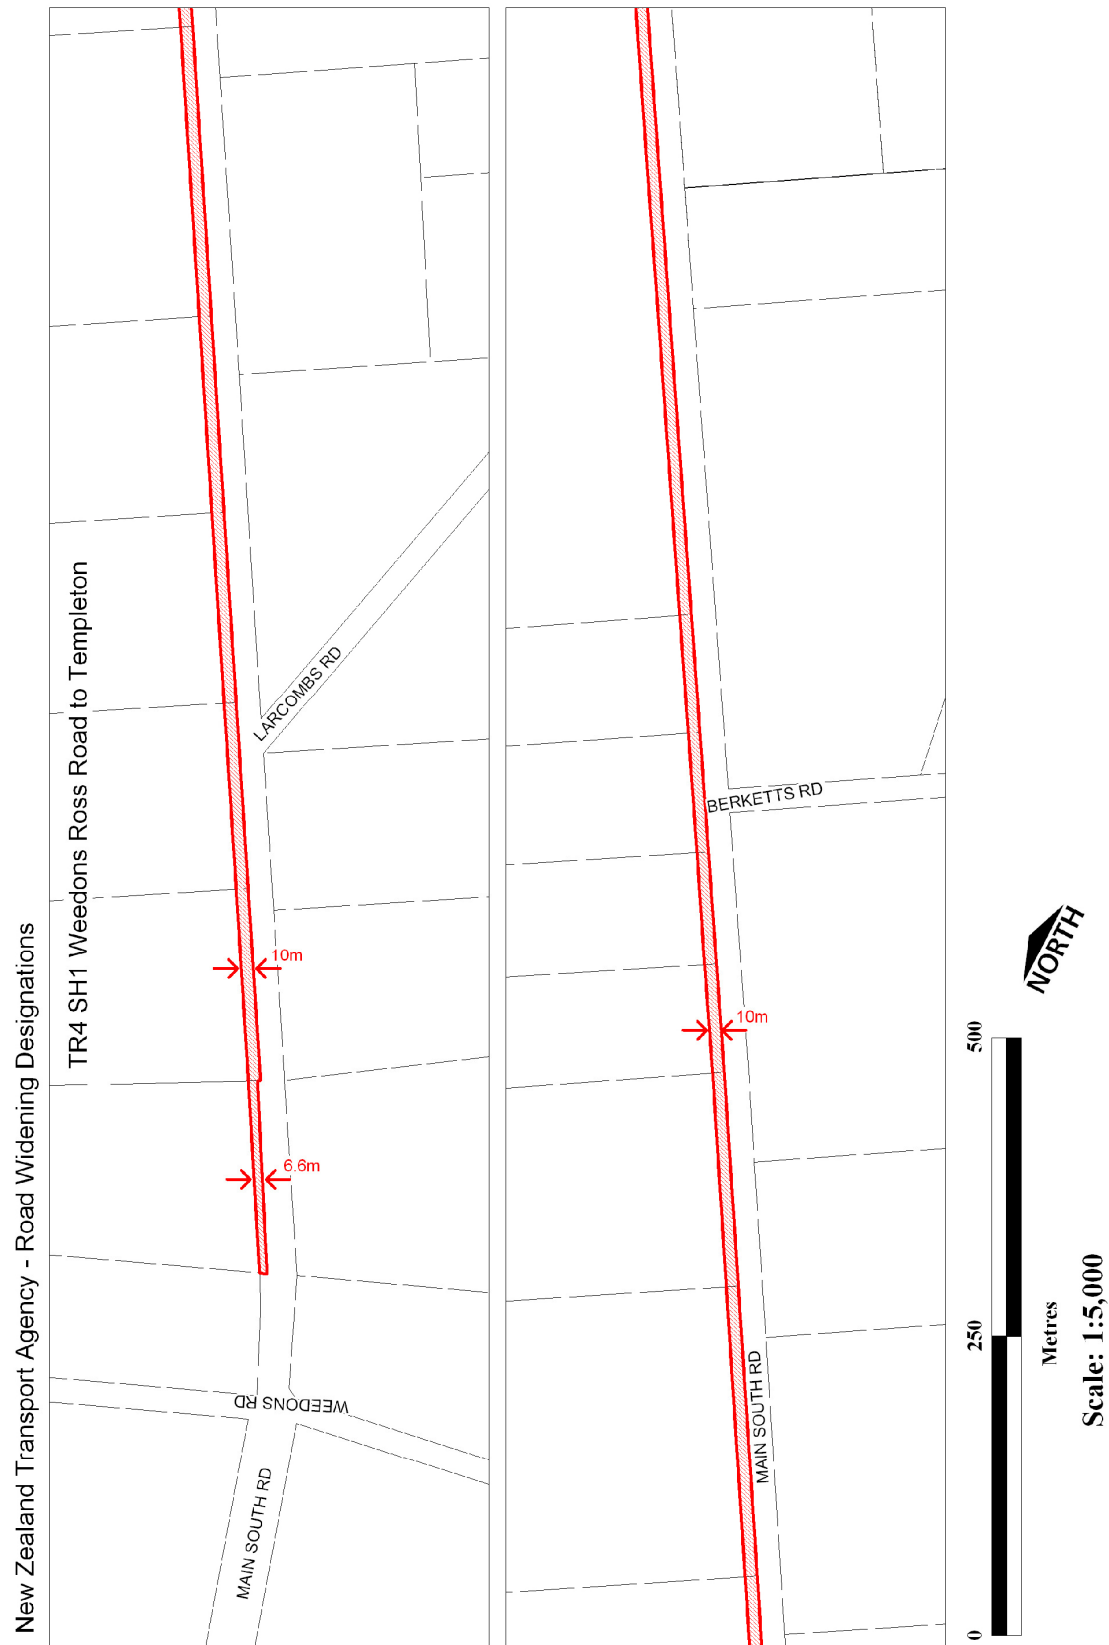 New Zealand Transport Agency - Road Widening Designations
TR4 SH1 Weedons Ross Road to Templeton
LARCOMBS RD
10m
6.6m
WEEDONS RD
MAIN SOUTH RD
BERKETTS RD
10m
MAIN SOUTH RD
NORTH
0 250 500
Metres
Scale: 1:5,000